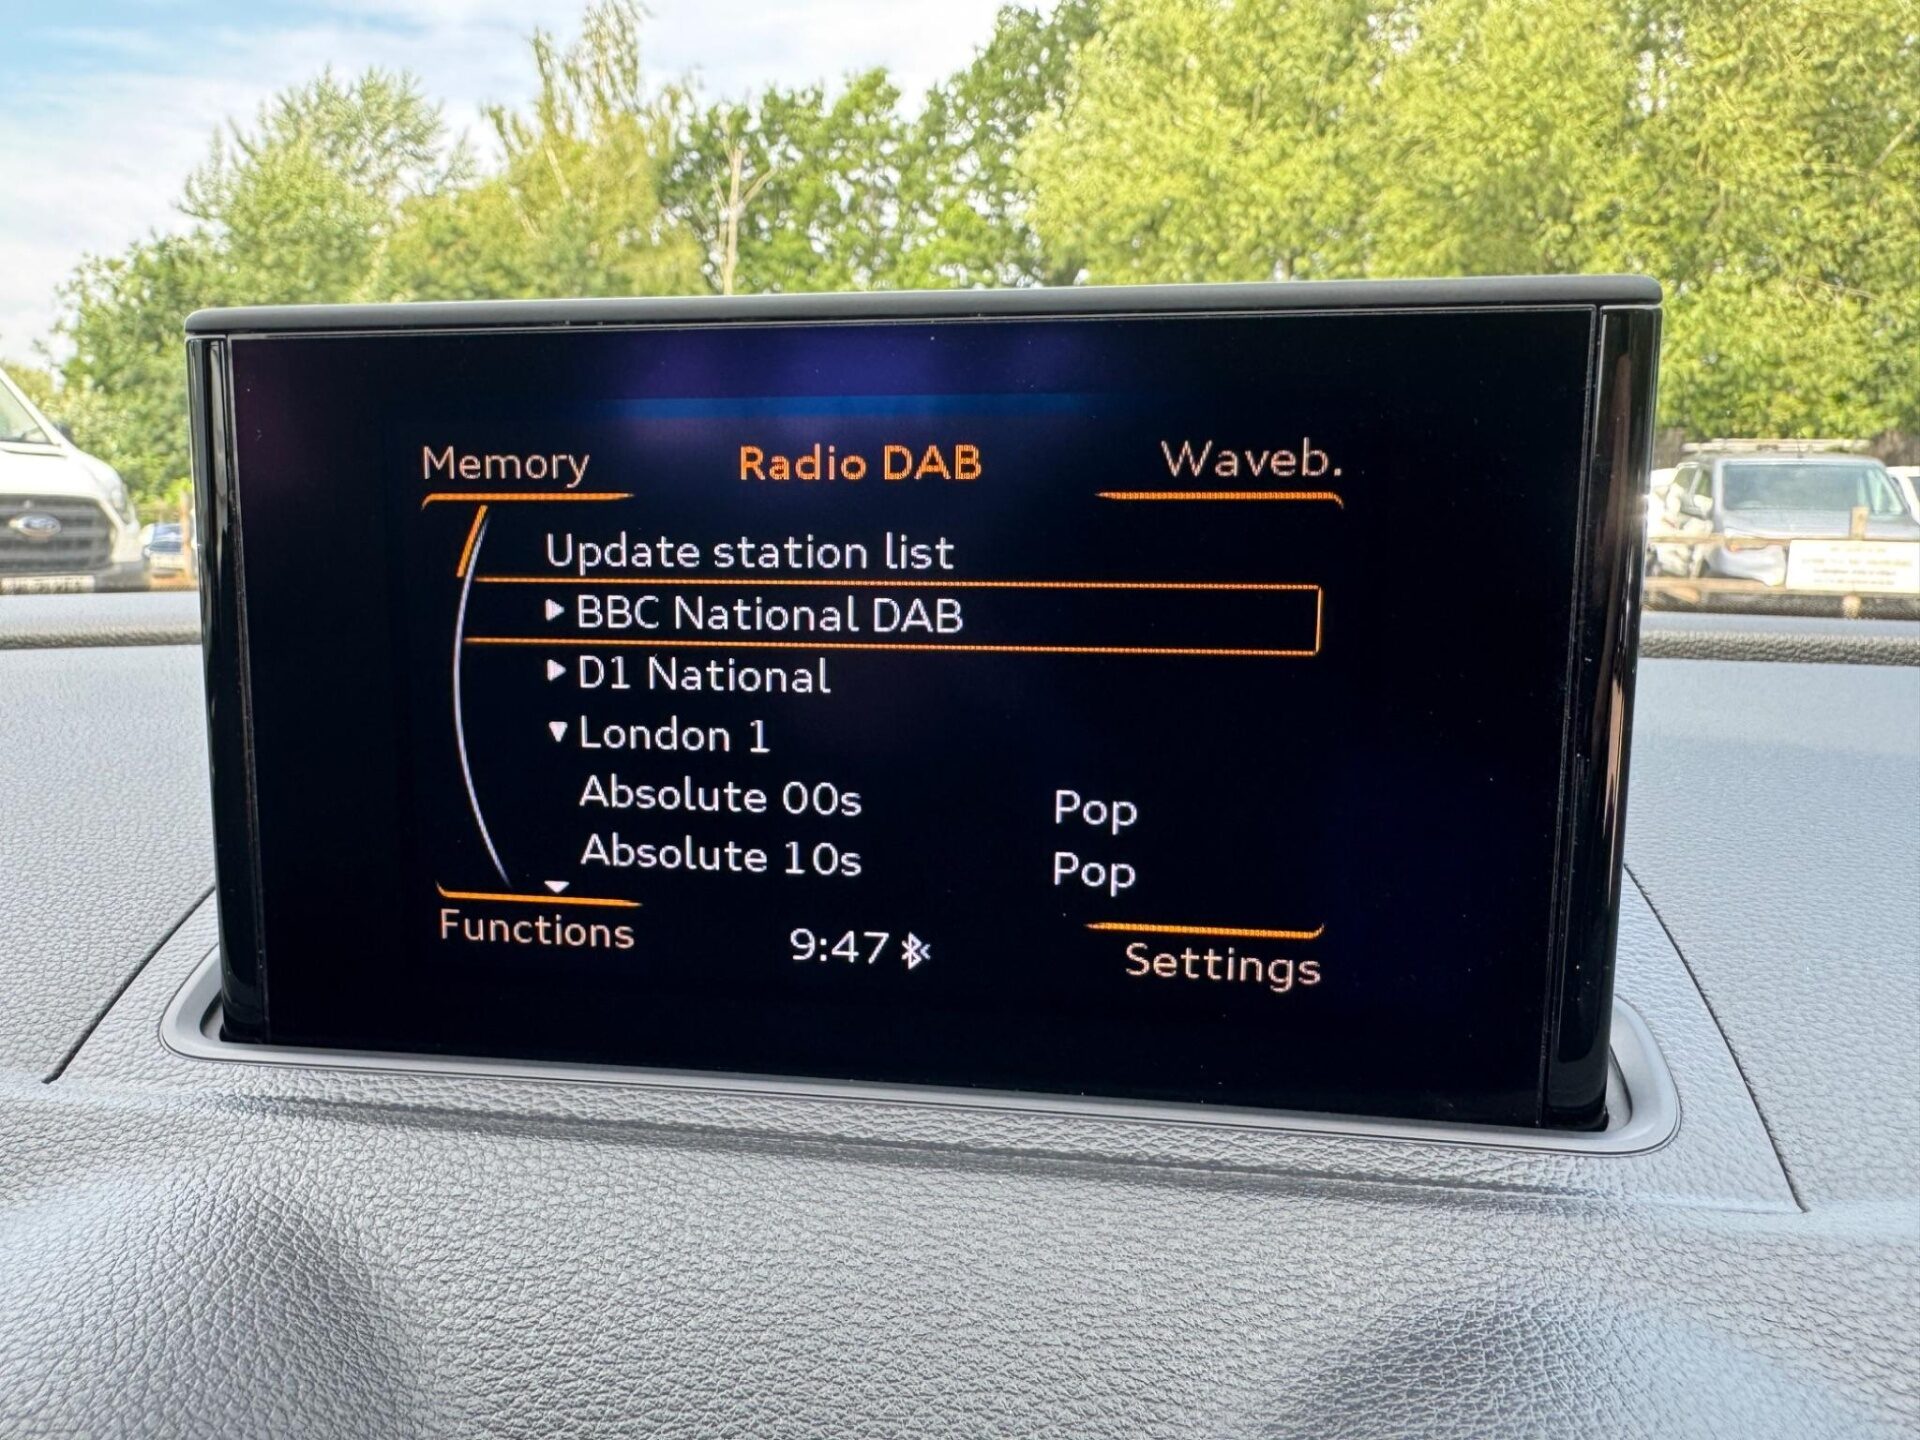 Memory Radio DAB Waveb.
Update station list
BBC National DAB
D1 National
London 1
Absolute 00s Pop
Absolute 10s Pop
Functions 9:47 Settings
Ford